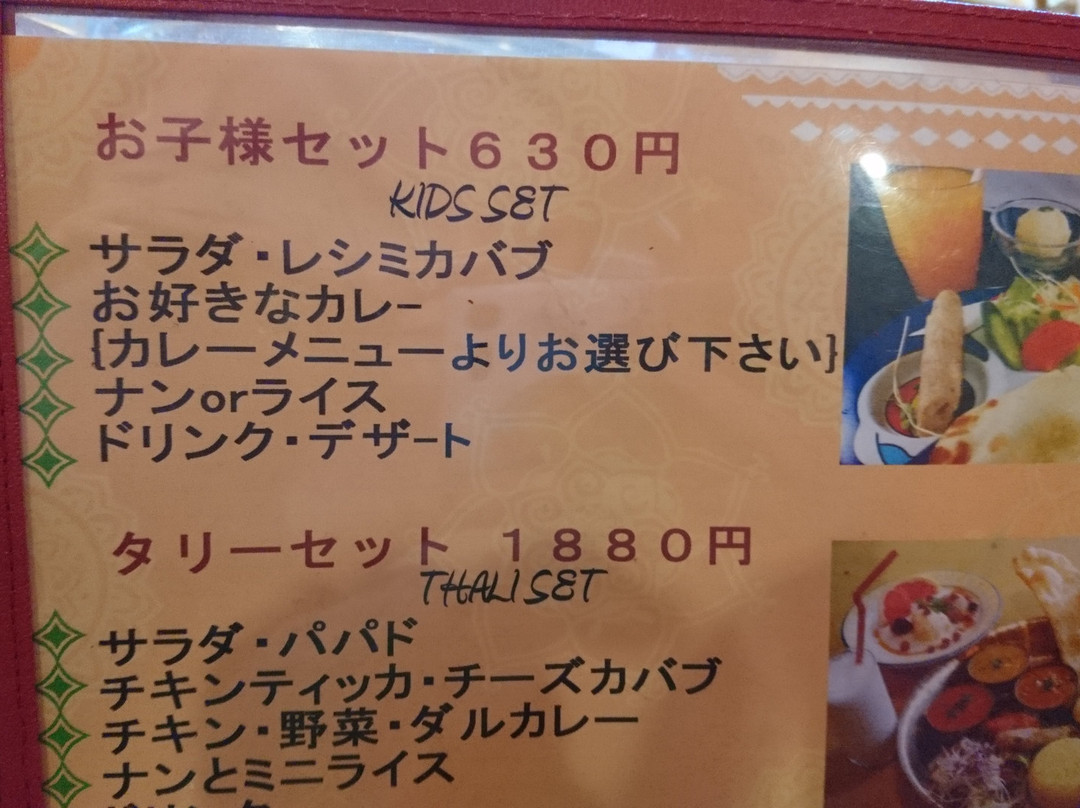 お子様セット６３０円
KIDS SET
サラダ・レシミカバブ
お好きなカレー
{カレーメニューよりお選び下さい}
ナンorライス
ドリンク・デザート
タリーセット １８８０円
THALI SET
サラダ・パパド
チキンティッカ・チーズカバブ
チキン・野菜・ダルカレー
ナンとミニライス